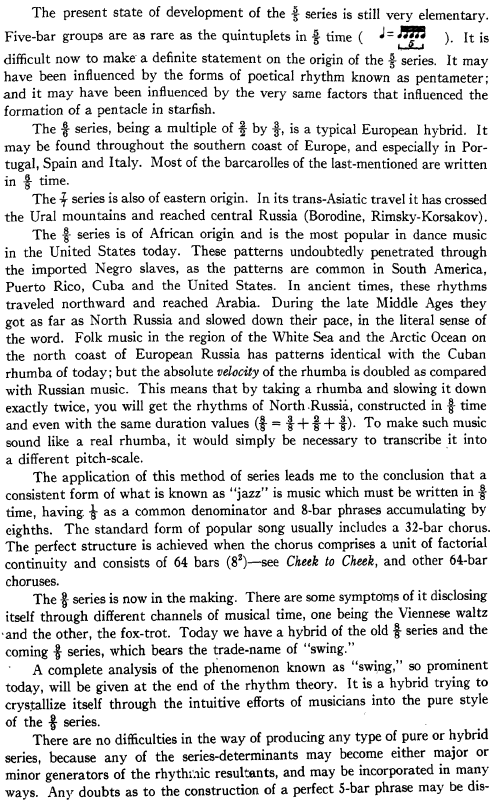 The present state of development of the 5/5 series is still very elementary.
Five-bar groups are as rare as the quintuplets in 5/8 time ( ♩= 5 ). It is
difficult now to make a definite statement on the origin of the 5/5 series. It may
have been influenced by the forms of poetical rhythm known as pentameter;
and it may have been influenced by the very same factors that influenced the
formation of a pentacle in starfish.
The 6/6 series, being a multiple of 2/2 by 3/3, is a typical European hybrid. It
may be found throughout the southern coast of Europe, and especially in Por-
tugal, Spain and Italy. Most of the barcarolles of the last-mentioned are written
in 6/8 time.
The 7/7 series is also of eastern origin. In its trans-Asiatic travel it has crossed
the Ural mountains and reached central Russia (Borodine, Rimsky-Korsakov).
The 8/8 series is of African origin and is the most popular in dance music
in the United States today. These patterns undoubtedly penetrated through
the imported Negro slaves, as the patterns are common in South America,
Puerto Rico, Cuba and the United States. In ancient times, these rhythms
traveled northward and reached Arabia. During the late Middle Ages they
got as far as North Russia and slowed down their pace, in the literal sense of
the word. Folk music in the region of the White Sea and the Arctic Ocean on
the north coast of European Russia has patterns identical with the Cuban
rhumba of today; but the absolute velocity of the rhumba is doubled as compared
with Russian music. This means that by taking a rhumba and slowing it down
exactly twice, you will get the rhythms of North Russia, constructed in 8/8 time
and even with the same duration values (8/8 = 3/8 + 2/8 + 3/8). To make such music
sound like a real rhumba, it would simply be necessary to transcribe it into
a different pitch-scale.
The application of this method of series leads me to the conclusion that a
consistent form of what is known as “jazz” is music which must be written in 8/8
time, having 1/8 as a common denominator and 8-bar phrases accumulating by
eighths. The standard form of popular song usually includes a 32-bar chorus.
The perfect structure is achieved when the chorus comprises a unit of factorial
continuity and consists of 64 bars (8²)—see Cheek to Cheek, and other 64-bar
choruses.
The 9/9 series is now in the making. There are some symptoms of it disclosing
itself through different channels of musical time, one being the Viennese waltz
and the other, the fox-trot. Today we have a hybrid of the old 8/8 series and the
coming 9/9 series, which bears the trade-name of “swing.”
A complete analysis of the phenomenon known as “swing,” so prominent
today, will be given at the end of the rhythm theory. It is a hybrid trying to
crystallize itself through the intuitive efforts of musicians into the pure style
of the 9/9 series.
There are no difficulties in the way of producing any type of pure or hybrid
series, because any of the series-determinants may become either major or
minor generators of the rhythmic resultants, and may be incorporated in many
ways. Any doubts as to the construction of a perfect 5-bar phrase may be dis-